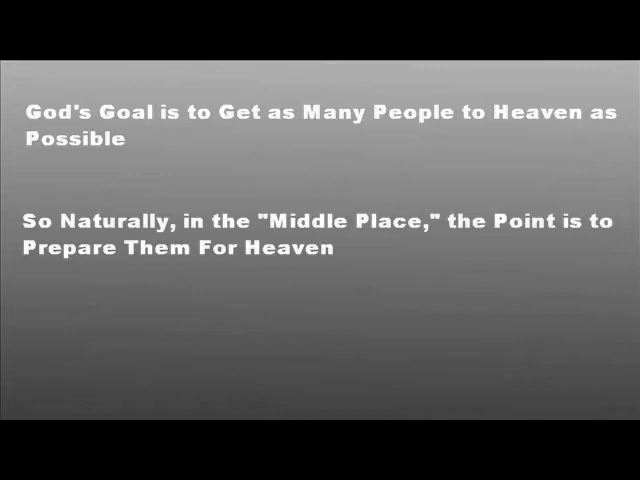 God's Goal is to Get as Many People to Heaven as
Possible
So Naturally, in the "Middle Place," the Point is to
Prepare Them For Heaven